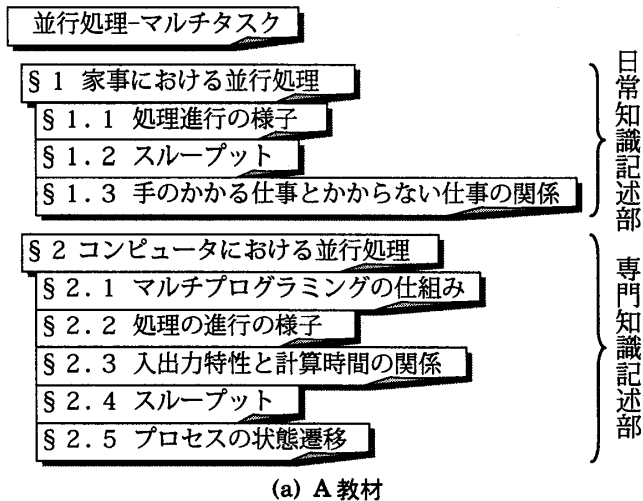 並行処理-マルチタスク
§1 家事における並行処理
§1.1 処理進行の様子
§1.2 スループット
§1.3 手のかかる仕事とかからない仕事の関係
日常知識記述部
§2 コンピュータにおける並行処理
§2.1 マルチプログラミングの仕組み
§2.2 処理の進行の様子
§2.3 入出力特性と計算時間の関係
§2.4 スループット
§2.5 プロセスの状態遷移
専門知識記述部
(a) A教材